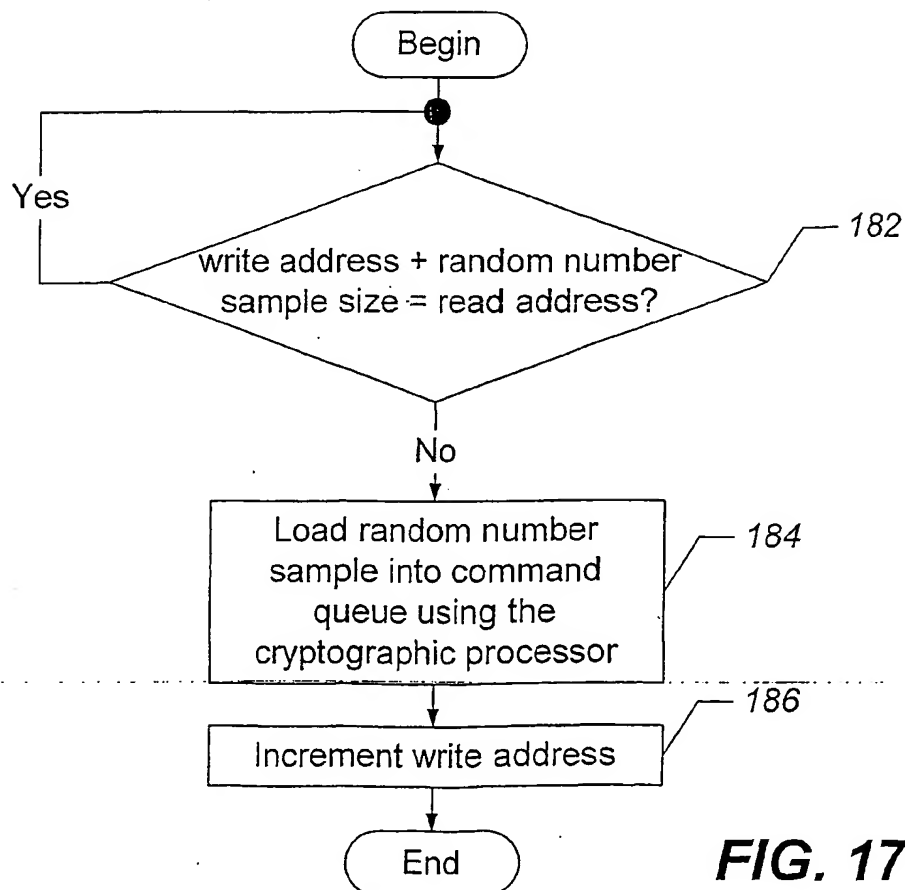 Begin
Yes
182
write address + random number
sample size = read address?
No
Load random number
sample into command
queue using the
cryptographic processor
184
186
Increment write address
End
FIG. 17